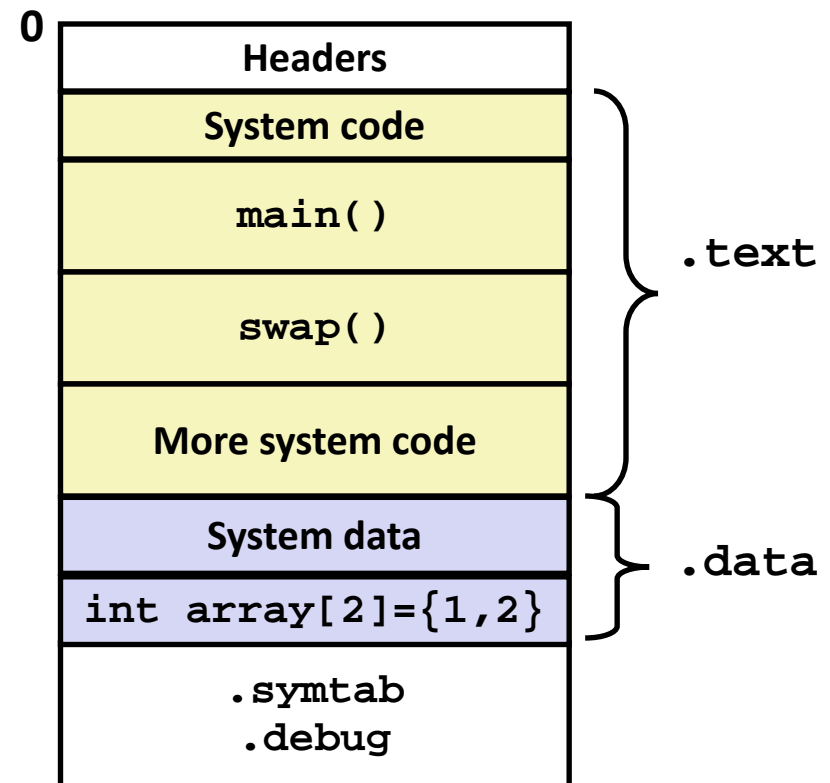 0
Headers
System code
main()
swap()
.text
More system code
System data
.data
int array[2]={1,2}
.symtab
.debug